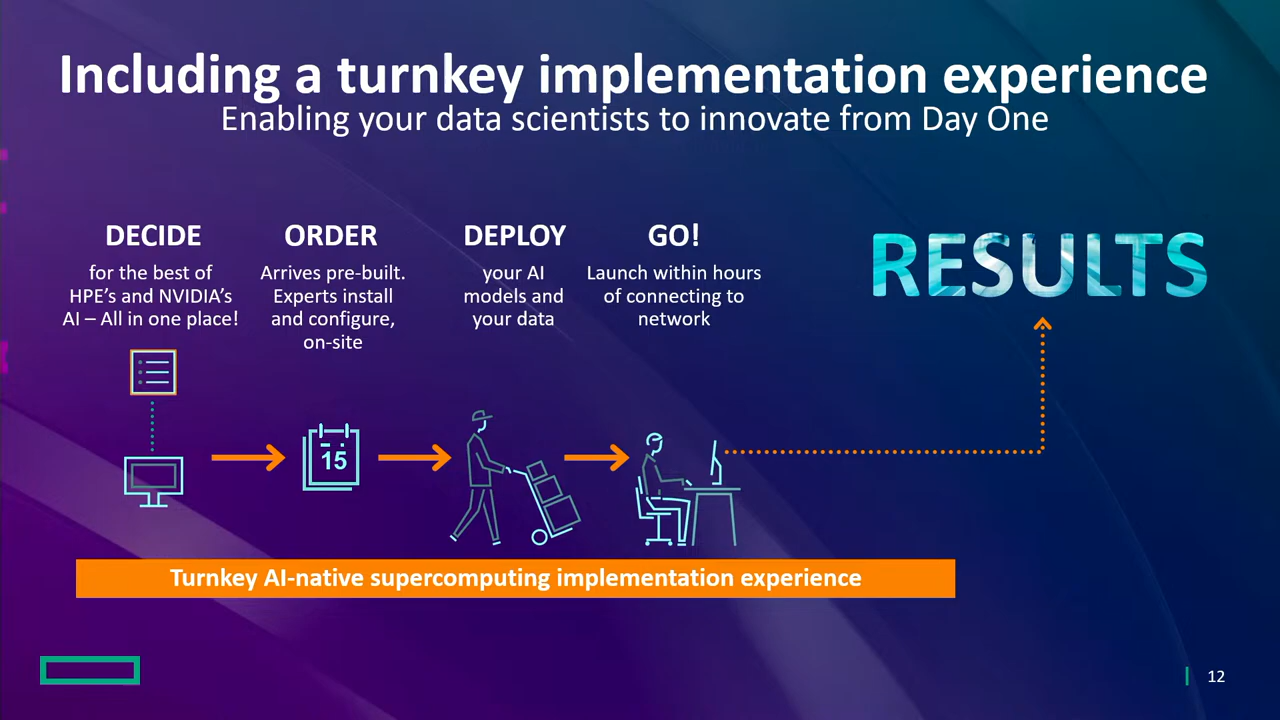 Including a turnkey implementation experience
Enabling your data scientists to innovate from Day One
DECIDE
for the best of
HPE’s and NVIDIA’s
AI – All in one place!
ORDER
Arrives pre-built.
Experts install
and configure,
on-site
DEPLOY
your AI
models and
your data
GO!
Launch within hours
of connecting to
network
RESULTS
15
Turnkey AI-native supercomputing implementation experience
12